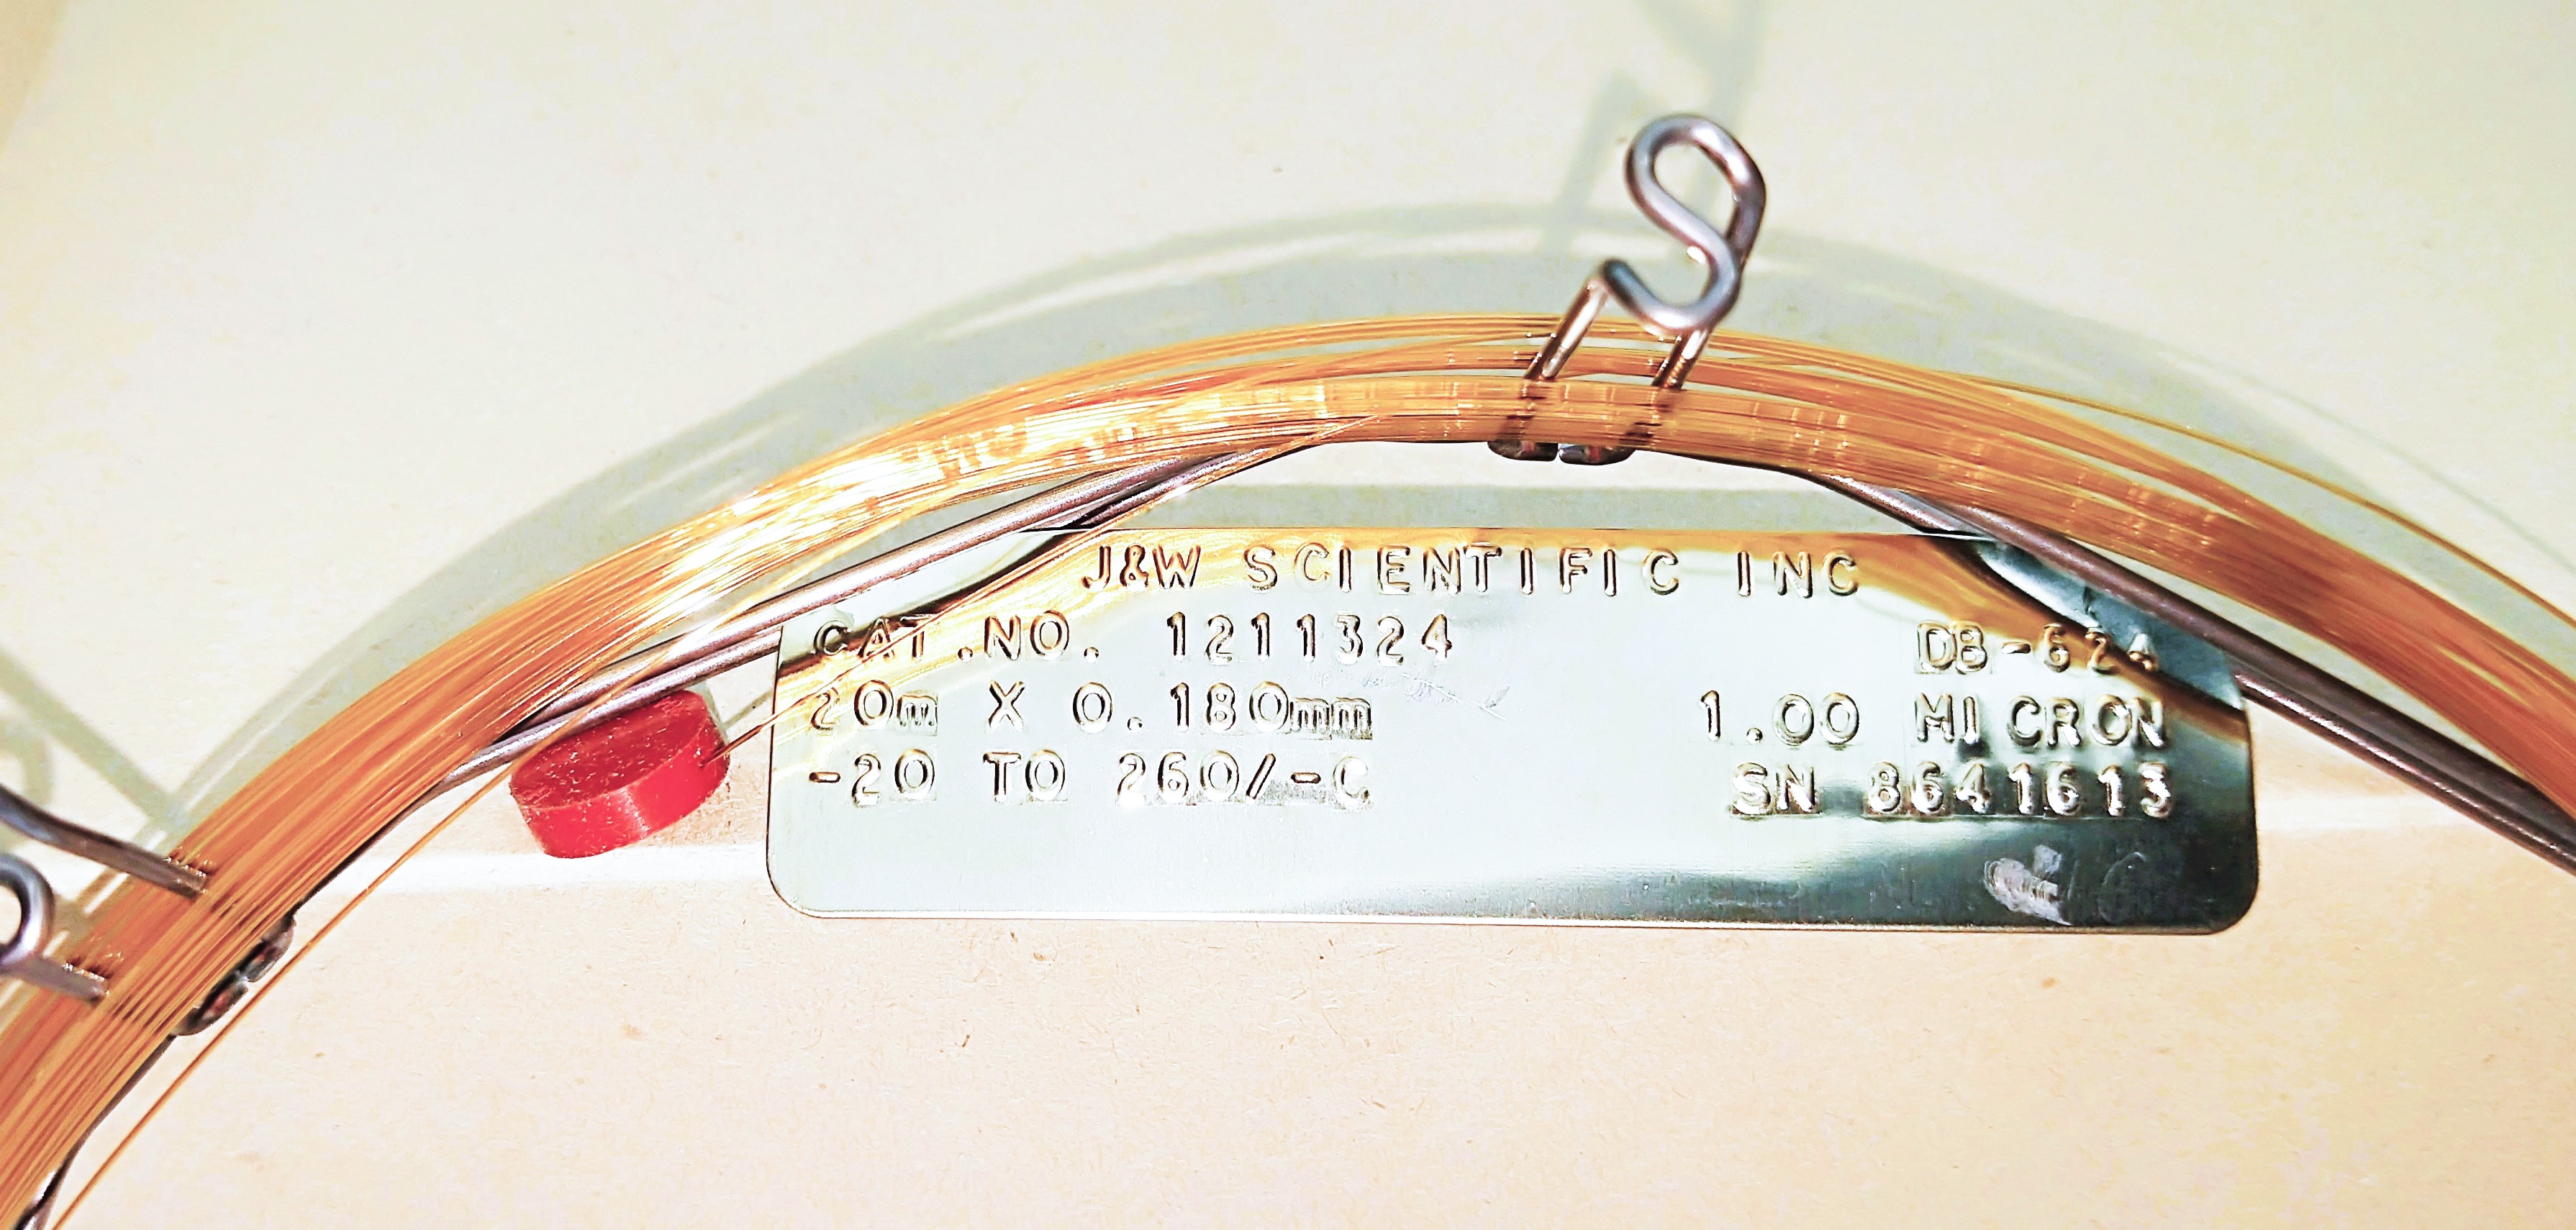 J&W SCIENTIFIC INC
CAT.NO. 1211324 DB-624
20m X 0.180mm 1.00 MICRON
-20 TO 260/-C SN 8641613